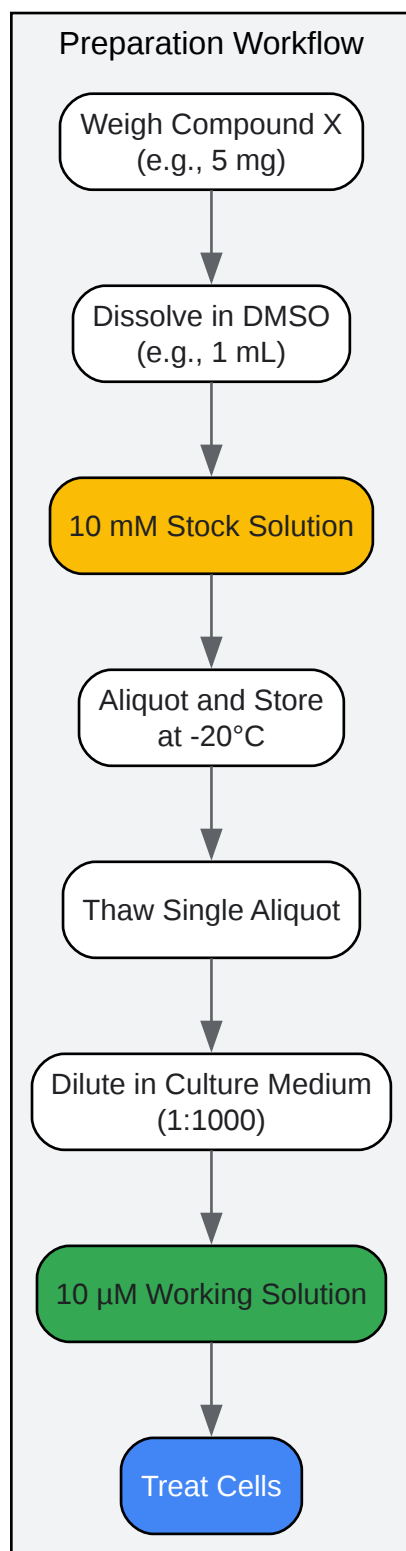 Preparation Workflow
Weigh Compound X
(e.g., 5 mg)
Dissolve in DMSO
(e.g., 1 mL)
10 mM Stock Solution
Aliquot and Store
at -20°C
Thaw Single Aliquot
Dilute in Culture Medium
(1:1000)
10 µM Working Solution
Treat Cells